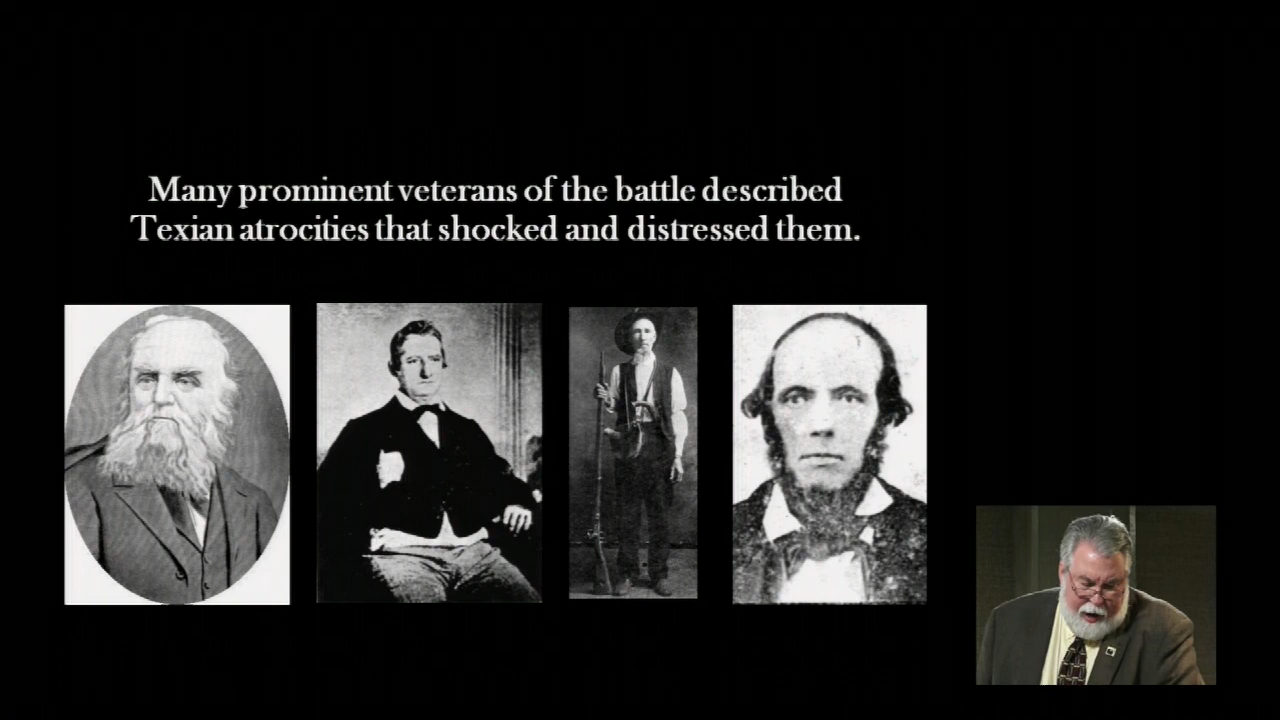 Many prominent veterans of the battle described
Texian atrocities that shocked and distressed them.